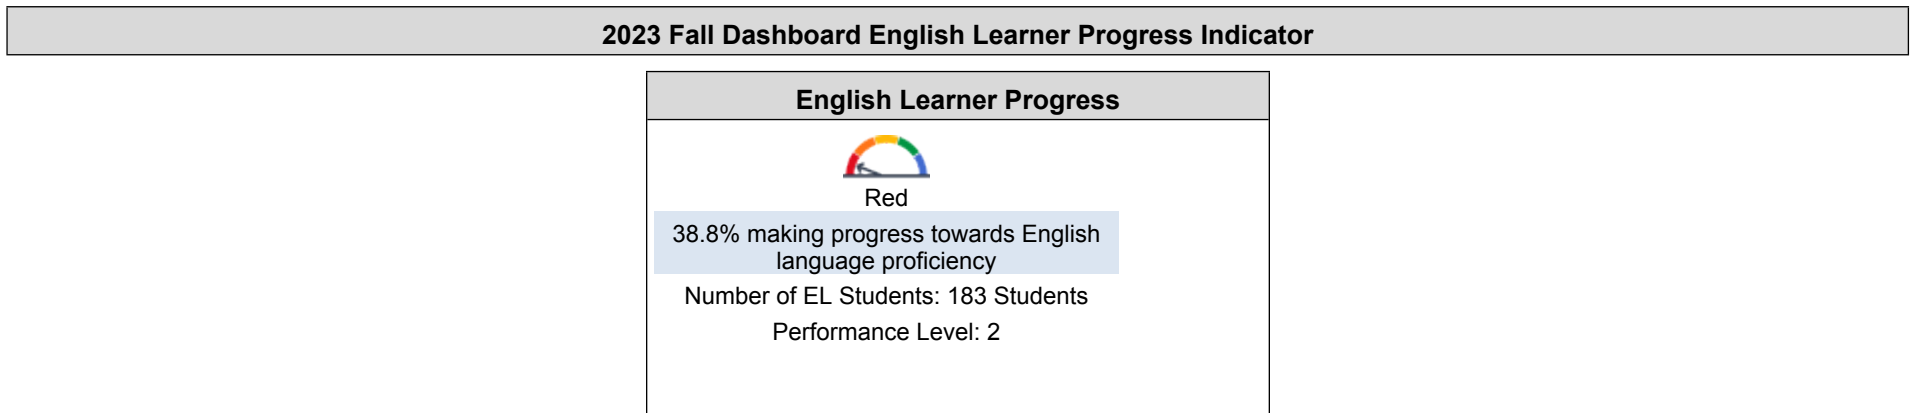 2023 Fall Dashboard English Learner Progress Indicator
English Learner Progress
Red
38.8% making progress towards English
language proficiency
Number of EL Students: 183 Students
Performance Level: 2